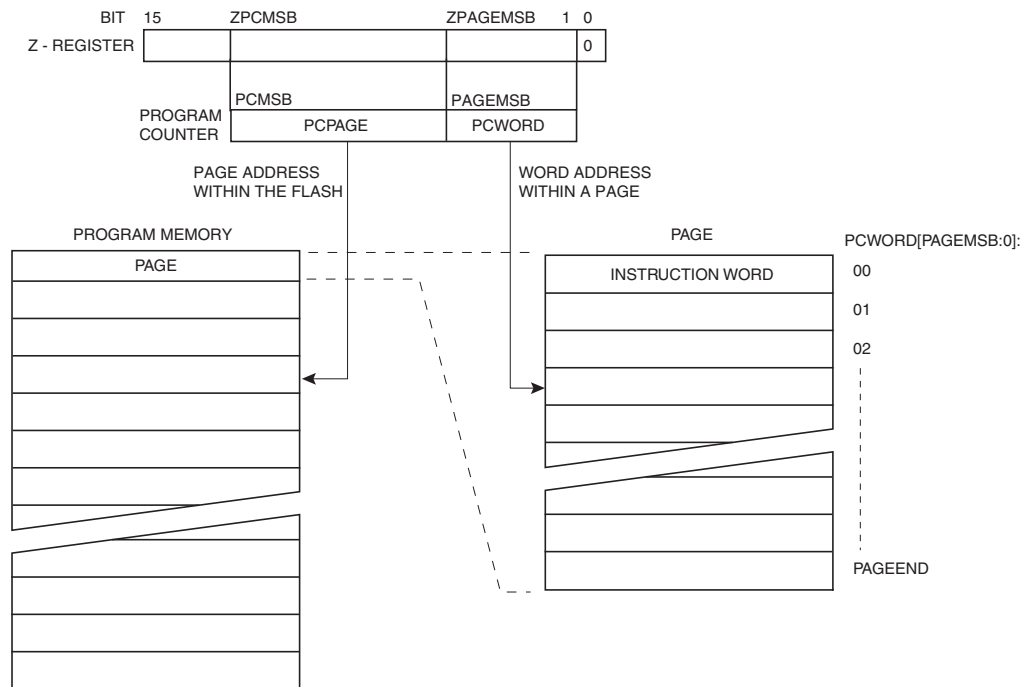 BIT 15 ZPCMSB ZPAGEMSB 1 0
Z - REGISTER 0
PCMSB PAGEMSB
PROGRAM
COUNTER
PCPAGE PCWORD
PAGE ADDRESS
WITHIN THE FLASH
WORD ADDRESS
WITHIN A PAGE
PROGRAM MEMORY
PAGE
PAGE
PCWORD[PAGEMSB:0]:
INSTRUCTION WORD
00
01
02
PAGEEND